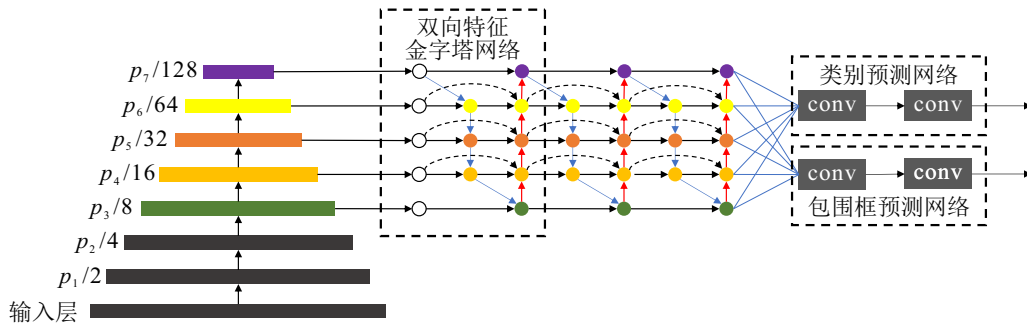 双向特征
金字塔网络
p₇/128
p₆/64
p₅/32
p₄/16
p₃/8
p₂/4
p₁/2
输入层
类别预测网络
conv
conv
conv
conv
包围框预测网络